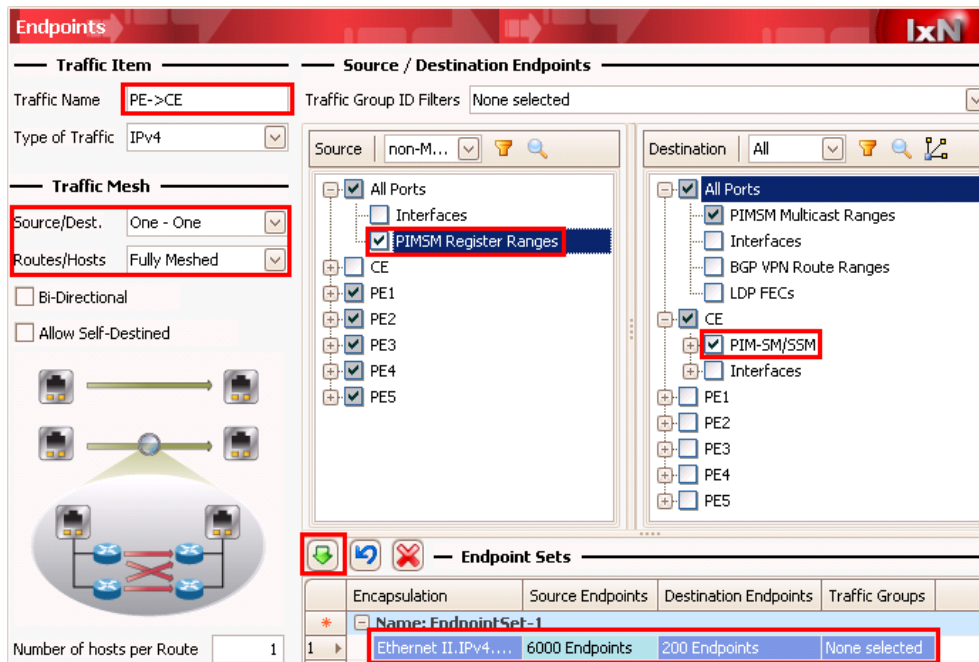 Endpoints
IxN
Traffic Item
Traffic Name PE->CE
Type of Traffic IPv4
Traffic Mesh
Source/Dest. One - One
Routes/Hosts Fully Meshed
Bi-Directional
Allow Self-Destined
Number of hosts per Route 1
Source / Destination Endpoints
Traffic Group ID Filters None selected
Source non-M...
All Ports
Interfaces
PIMSM Register Ranges
CE
PE1
PE2
PE3
PE4
PE5
Destination All
All Ports
PIMSM Multicast Ranges
Interfaces
BGP VPN Route Ranges
LDP FECs
CE
PIM-SM/SSM
Interfaces
PE1
PE2
PE3
PE4
PE5
Endpoint Sets
Encapsulation Source Endpoints Destination Endpoints Traffic Groups
Name: EndpointSet-1
1 Ethernet II.IPv4.... 6000 Endpoints 200 Endpoints None selected